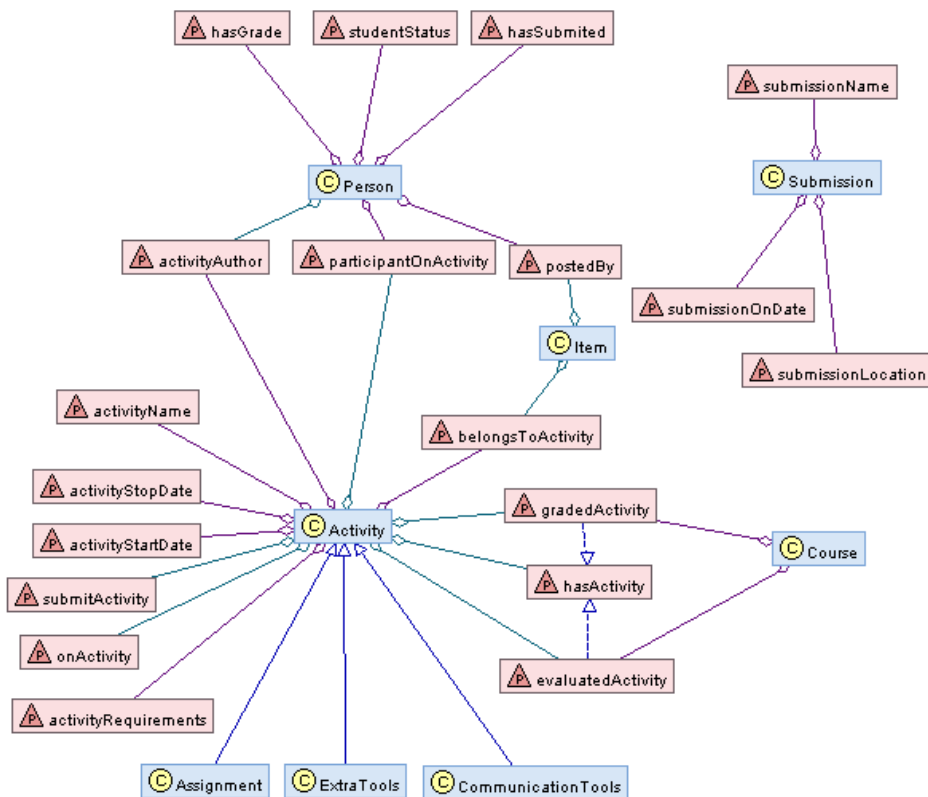 P hasGrade
P studentStatus
P hasSubmited
P submissionName
C Person
C Submission
P activityAuthor
P participantOnActivity
P postedBy
P submissionOnDate
C Item
P submissionLocation
P activityName
P belongsToActivity
P activityStopDate
P gradedActivity
C Activity
P activityStartDate
C Course
P hasActivity
P submitActivity
P onActivity
P evaluatedActivity
P activityRequirements
C Assignment
C ExtraTools
C CommunicationTools